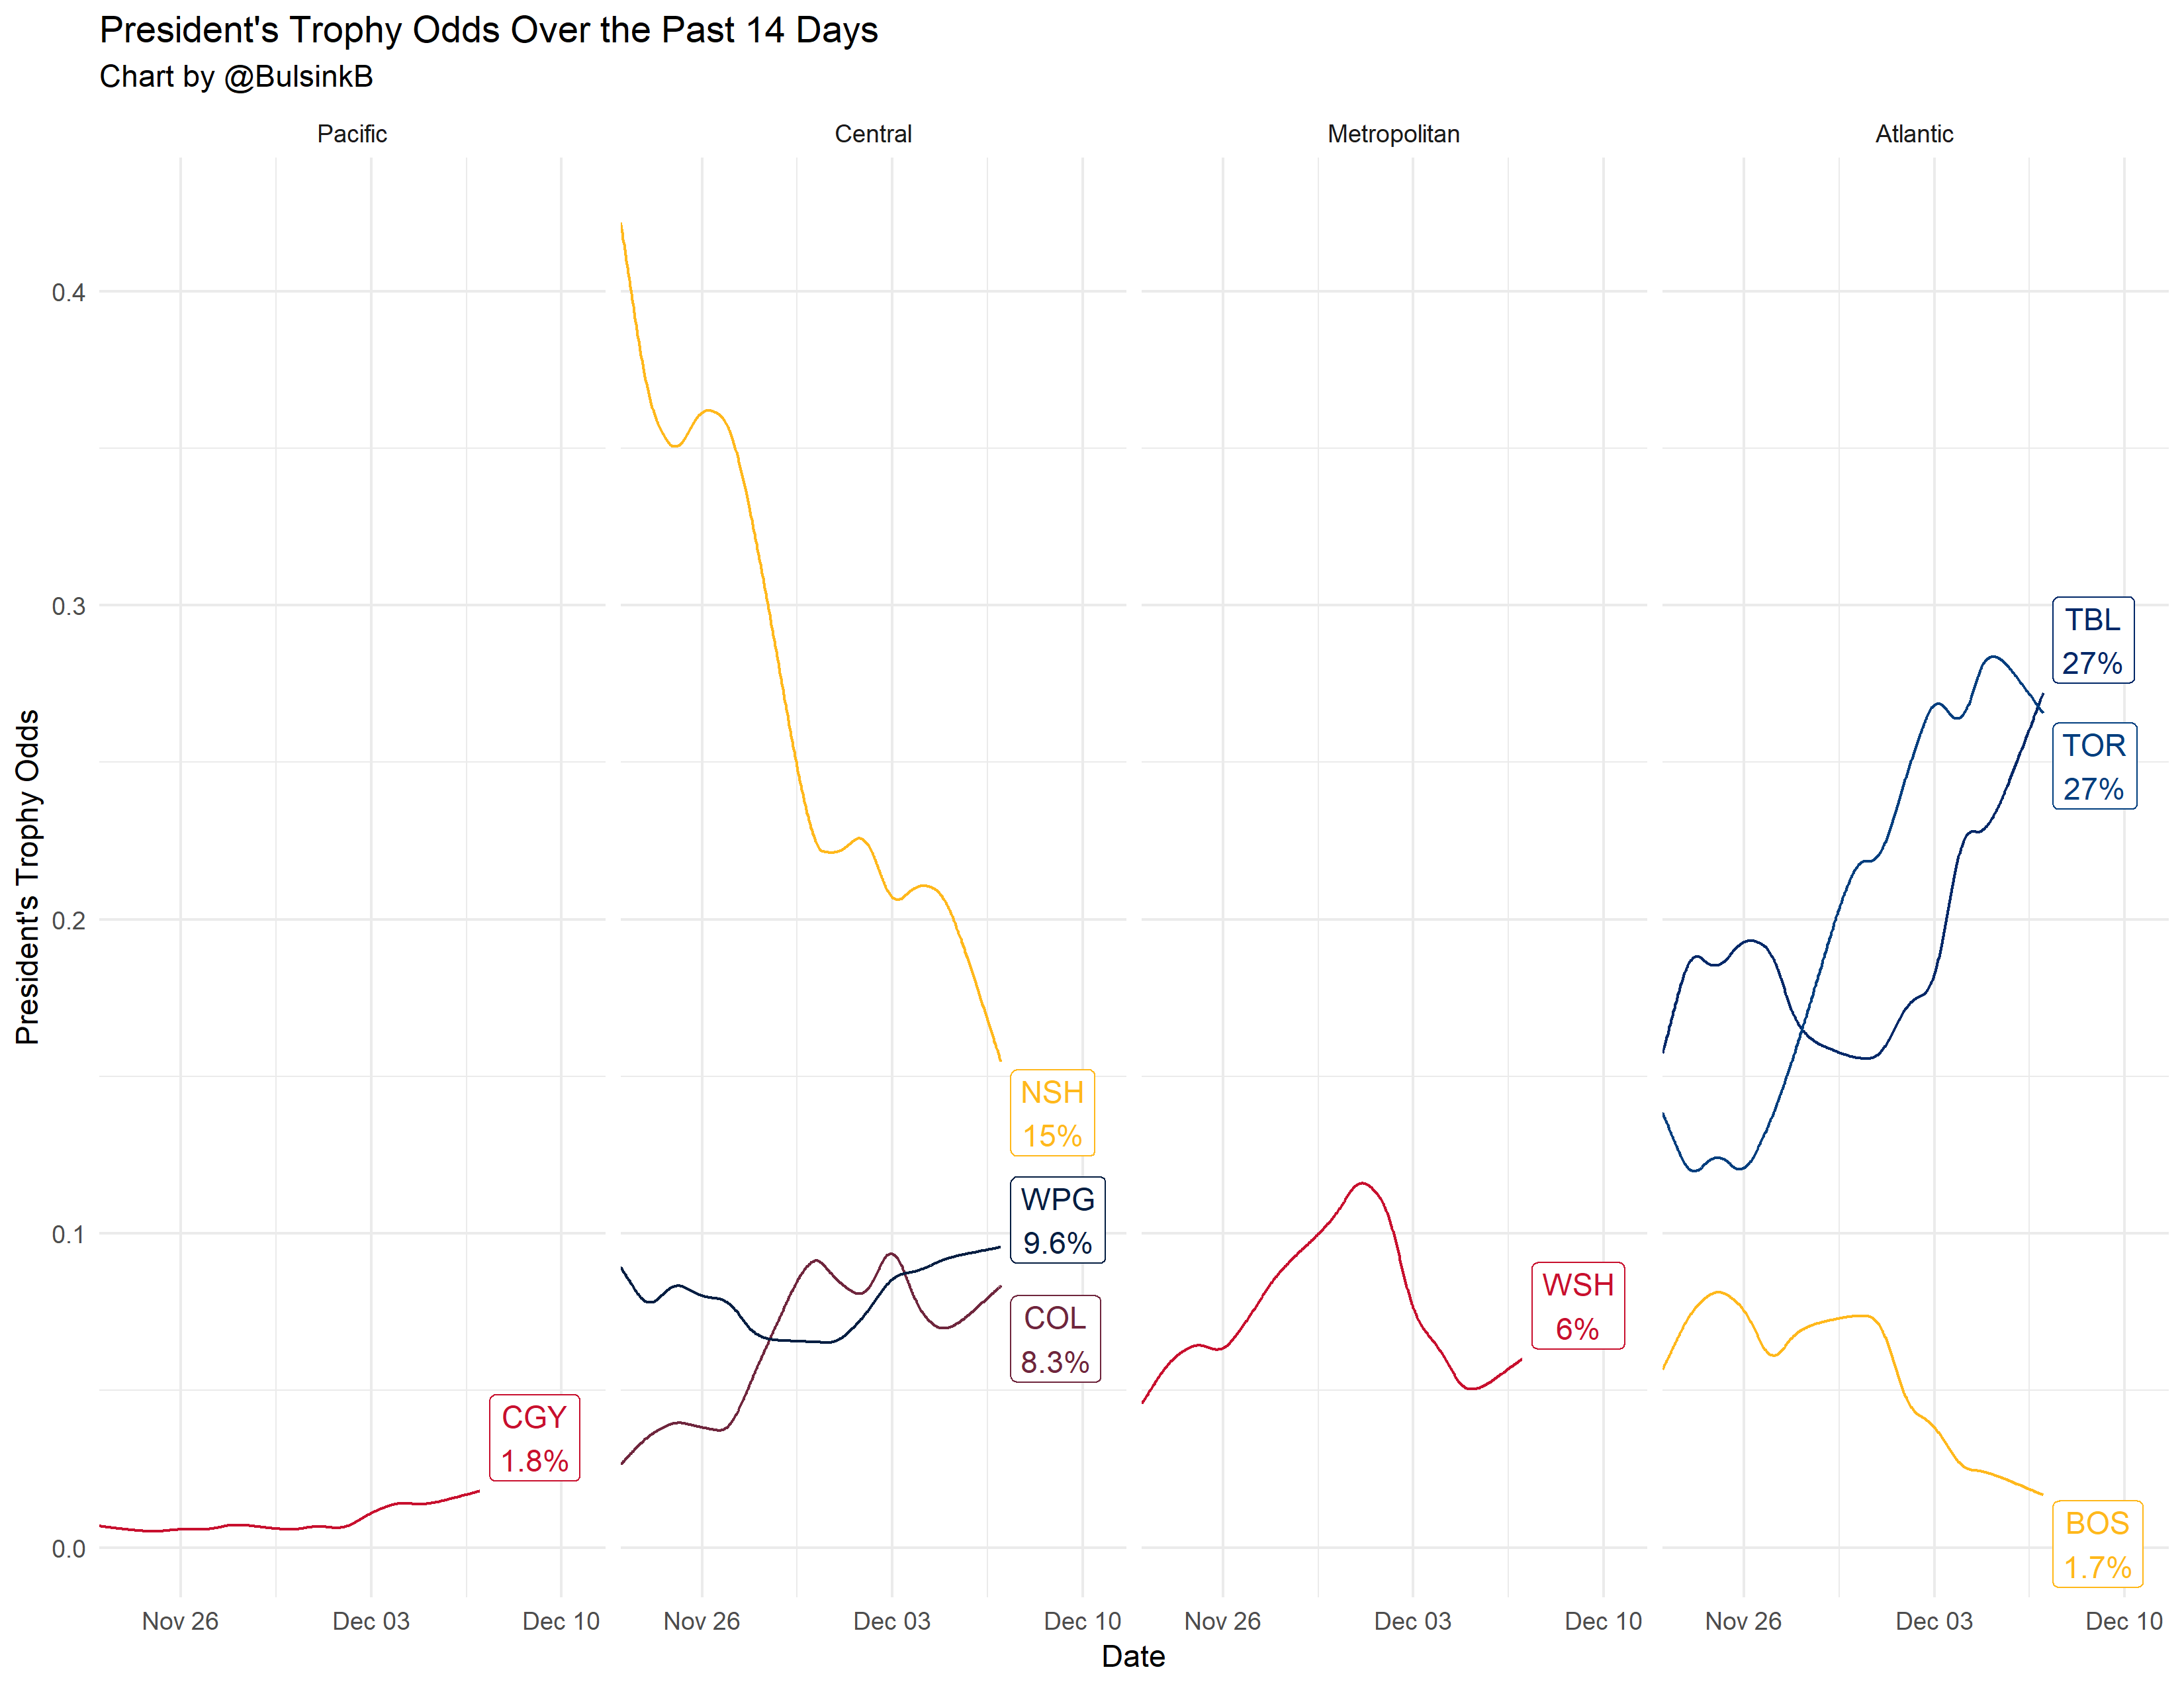 President's Trophy Odds Over the Past 14 Days
Chart by @BulsinkB
Pacific
Central
Metropolitan
Atlantic
President's Trophy Odds
0.4
0.3
0.2
0.1
0.0
CGY
1.8%
NSH
15%
WPG
9.6%
COL
8.3%
WSH
6%
TBL
27%
TOR
27%
BOS
1.7%
Nov 26
Dec 03
Dec 10
Nov 26
Dec 03
Dec 10
Nov 26
Dec 03
Dec 10
Nov 26
Dec 03
Dec 10
Date